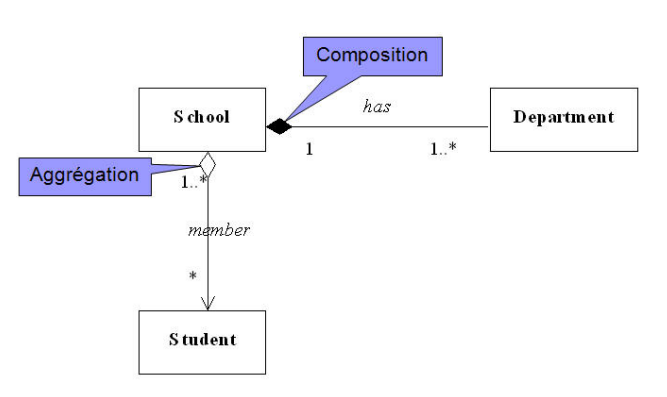 Composition
has
School
Department
1
1..*
Aggrégation
1..*
member
*
Student